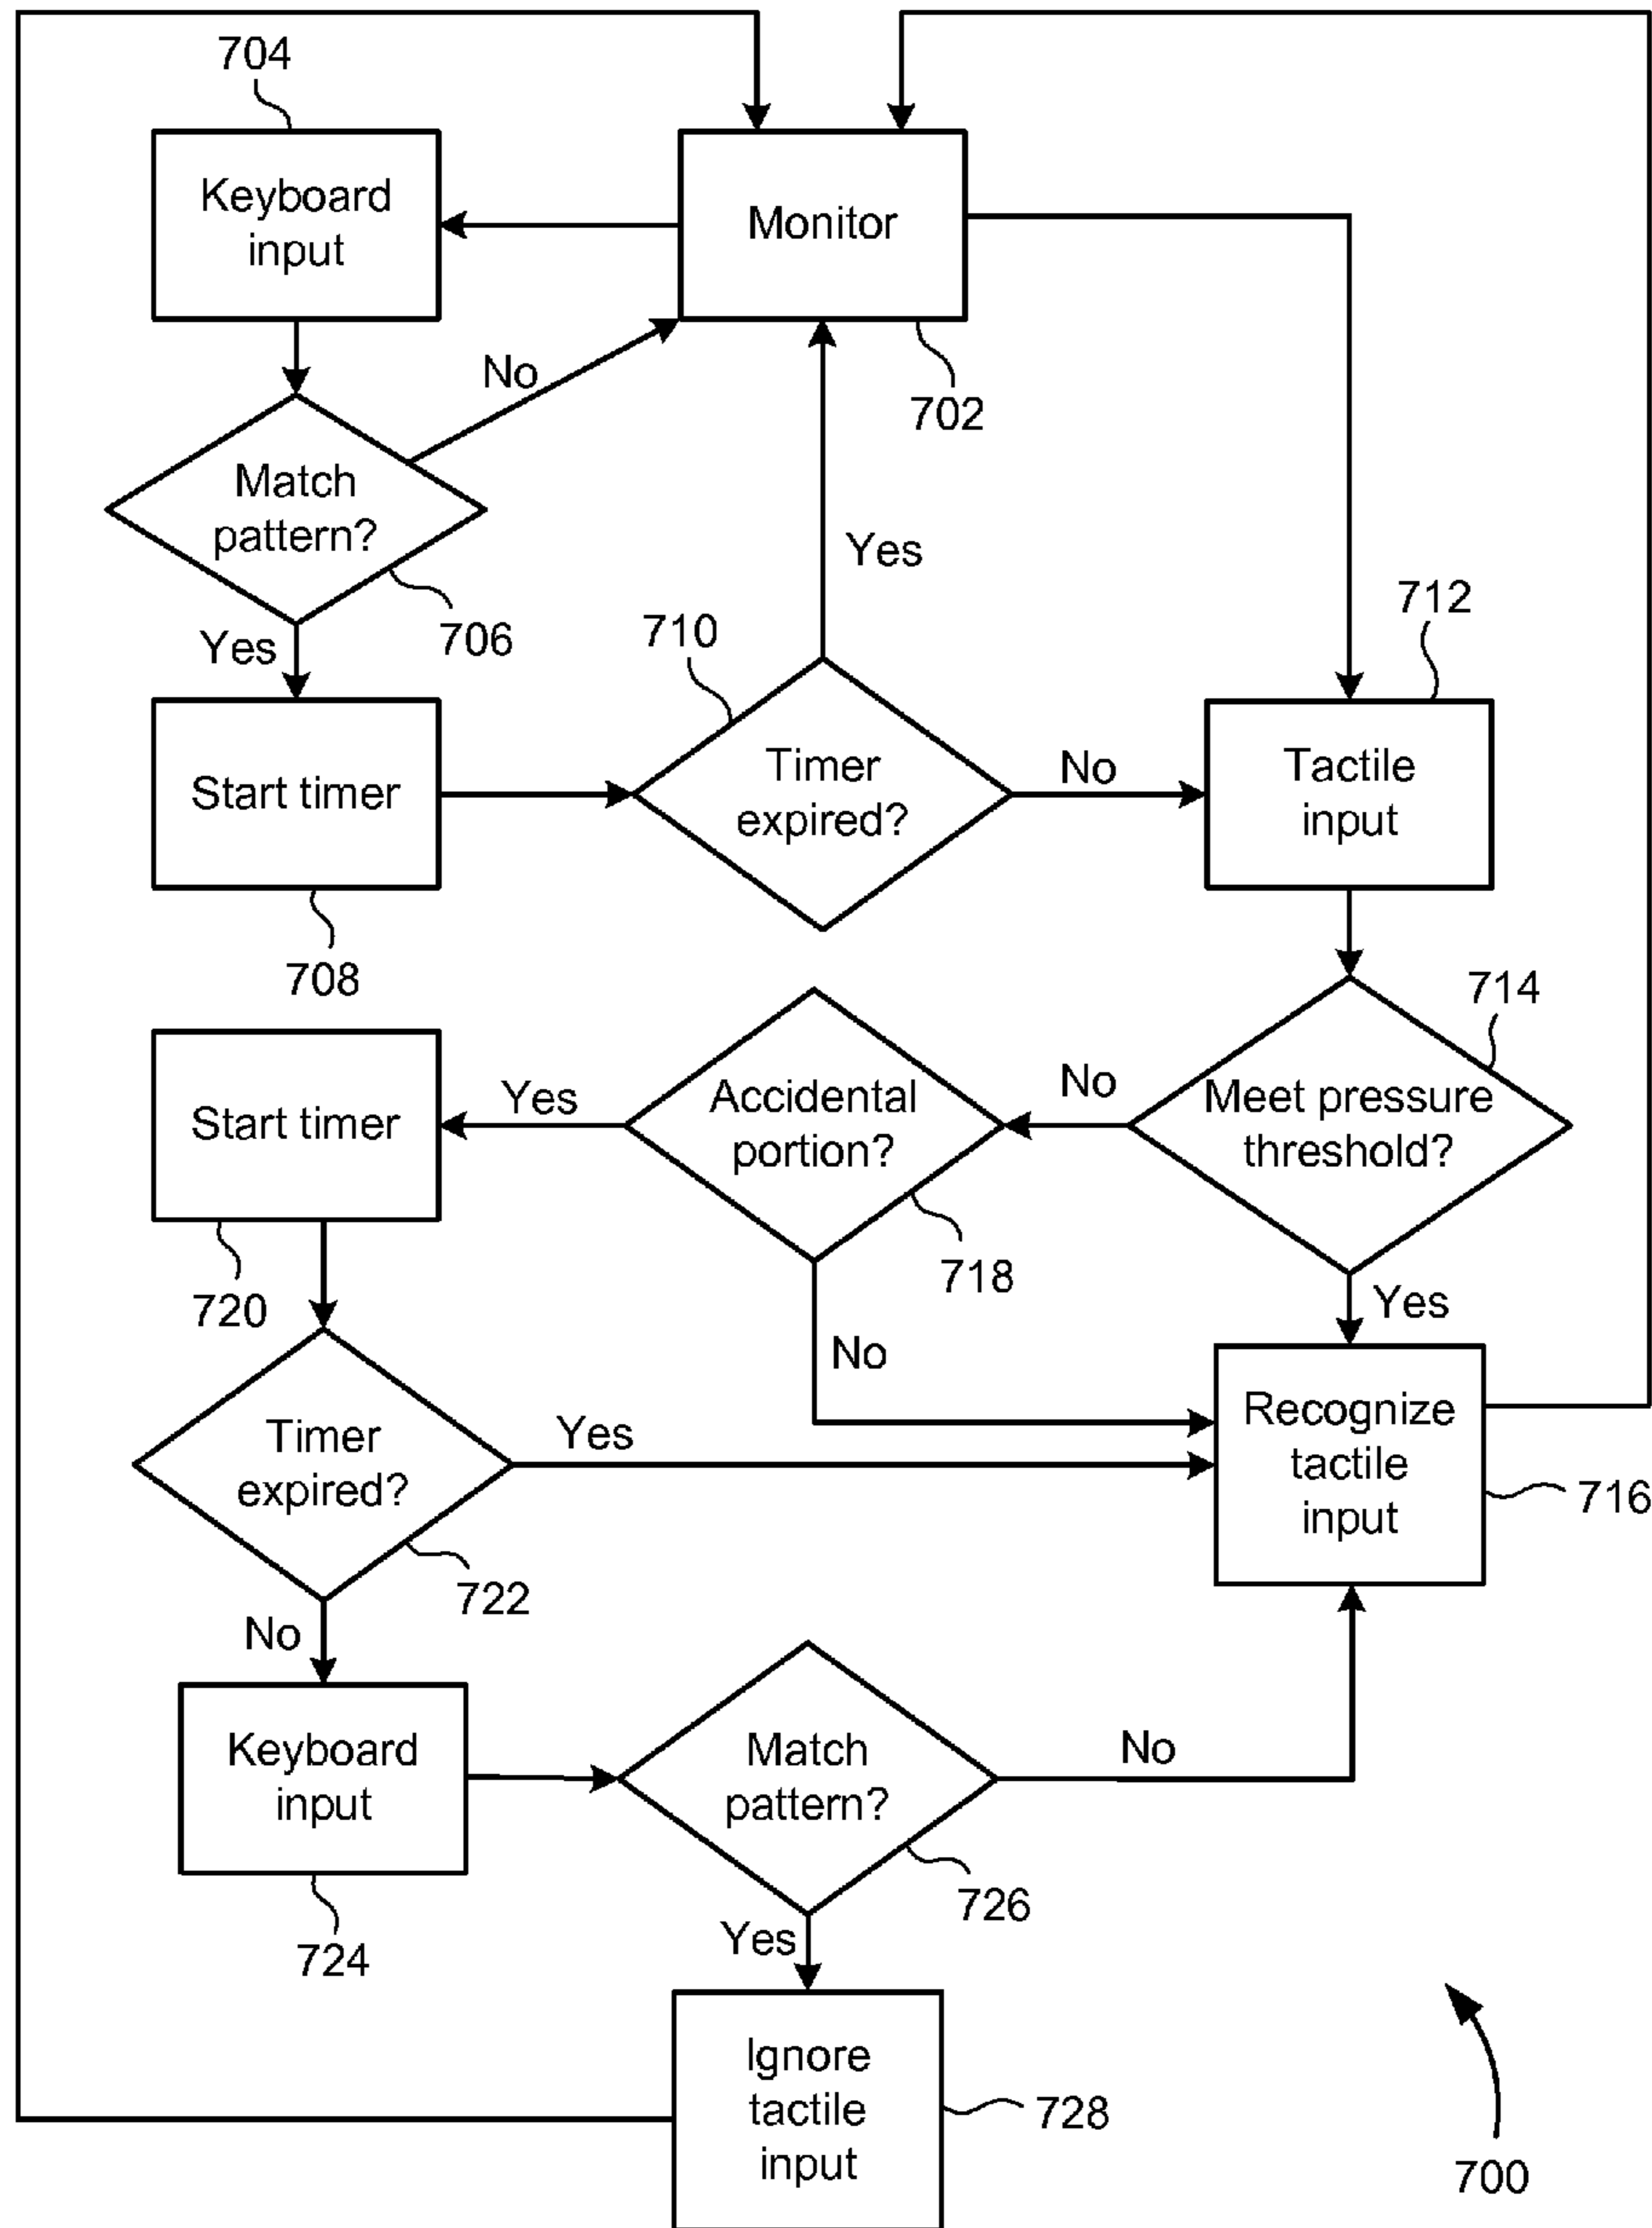 704
Keyboard
input
Monitor
No
702
Match
pattern?
Yes
706
Yes
710
712
Start timer
Timer
expired?
No
Tactile
input
708
714
Start timer
Yes
Accidental
portion?
No
Meet pressure
threshold?
720
718
Yes
No
Timer
expired?
Yes
Recognize
tactile
input
716
722
No
Keyboard
input
Match
pattern?
No
724
726
Yes
Ignore
tactile
input
728
700